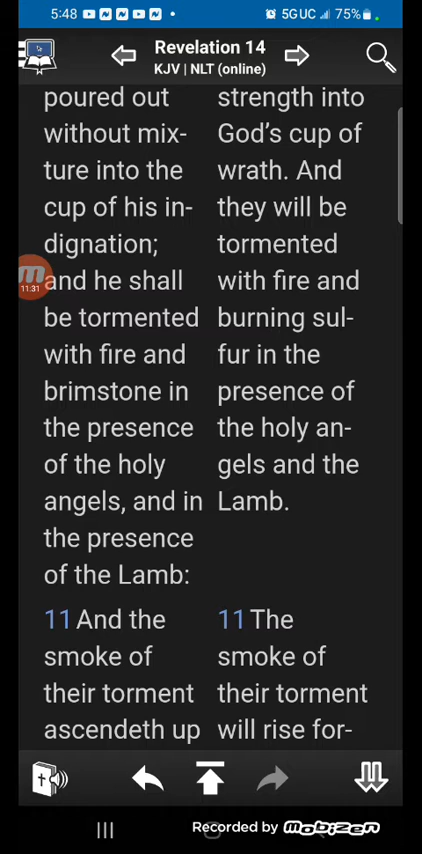 5:48 5GUC 75%
Revelation 14
KJV | NLT (online)
poured out
without mix-
ture into the
cup of his in-
dignation;
and he shall
be tormented
with fire and
brimstone in
the presence
of the holy
angels, and in
the presence
of the Lamb:
11 And the
smoke of
their torment
ascendeth up
strength into
God's cup of
wrath. And
they will be
tormented
with fire and
burning sul-
fur in the
presence of
the holy an-
gels and the
Lamb.
11 The
smoke of
their torment
will rise for-
11:31
Recorded by mobizen